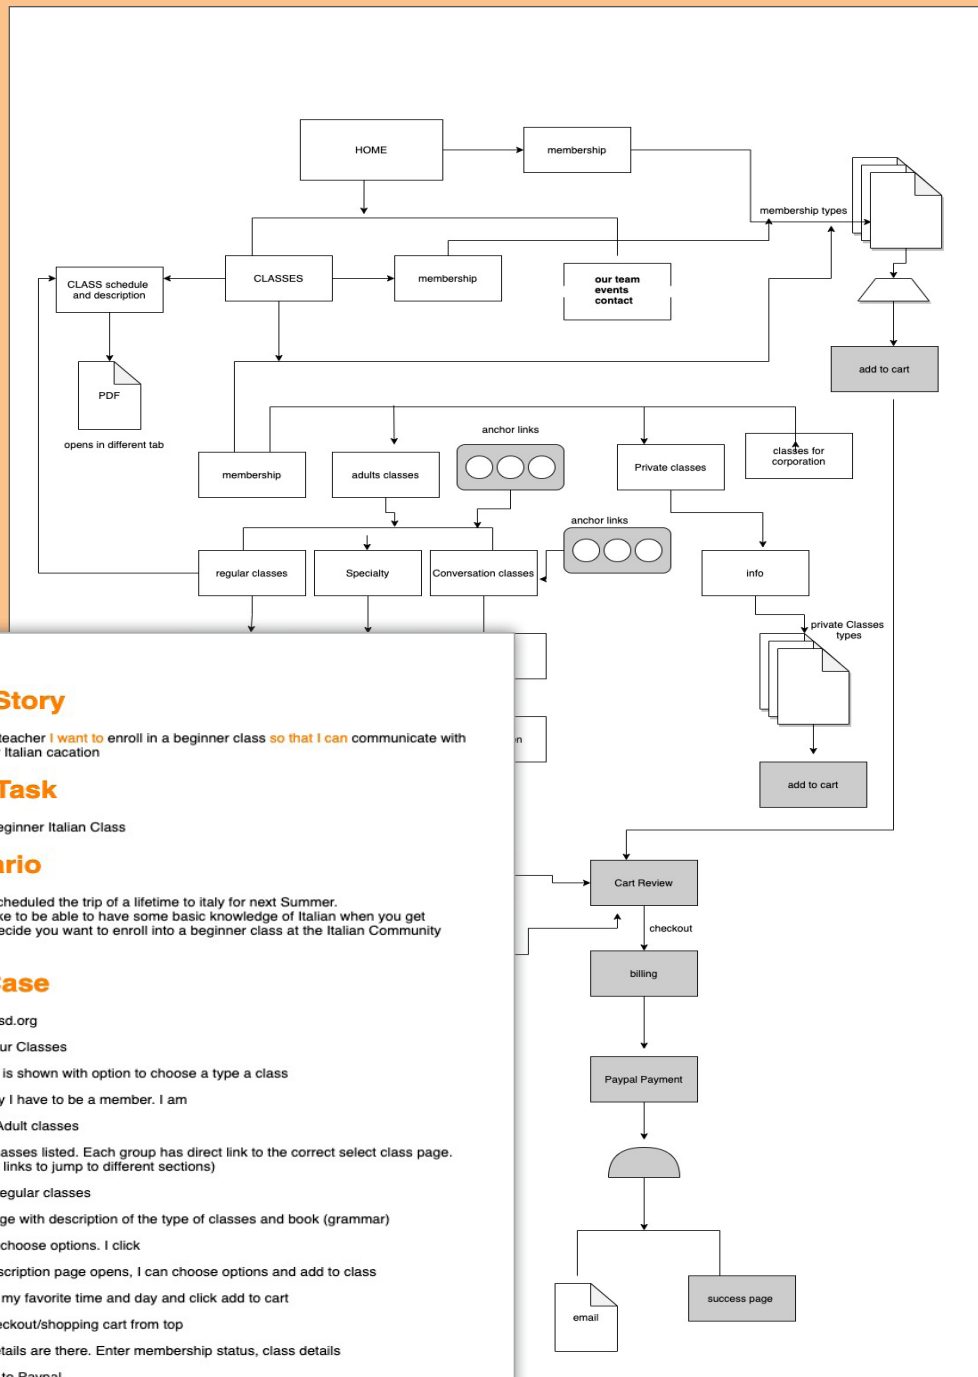 HOME
membership
membership types
CLASS schedule
and description
CLASSES
membership
our team
events
contact
add to cart
PDF
opens in different tab
anchor links
membership
adults classes
Private classes
classes for
corporation
anchor links
regular classes
Specialty
Conversation classes
info
private Classes
types
add to cart
Cart Review
checkout
billing
Paypal Payment
email
success page
Story
teacher I want to enroll in a beginner class so that I can communicate with
Italian cacation
Task
eginner Italian Class
ario
cheduled the trip of a lifetime to italy for next Summer.
ke to be able to have some basic knowledge of Italian when you get
ecide you want to enroll into a beginner class at the Italian Community
ase
sd.org
ur Classes
is shown with option to choose a type a class
y I have to be a member. I am
Adult classes
asses listed. Each group has direct link to the correct select class page.
links to jump to different sections)
egular classes
ge with description of the type of classes and book (grammar)
choose options. I click
scription page opens, I can choose options and add to class
my favorite time and day and click add to cart
eckout/shopping cart from top
etails are there. Enter membership status, class details
to Paypal